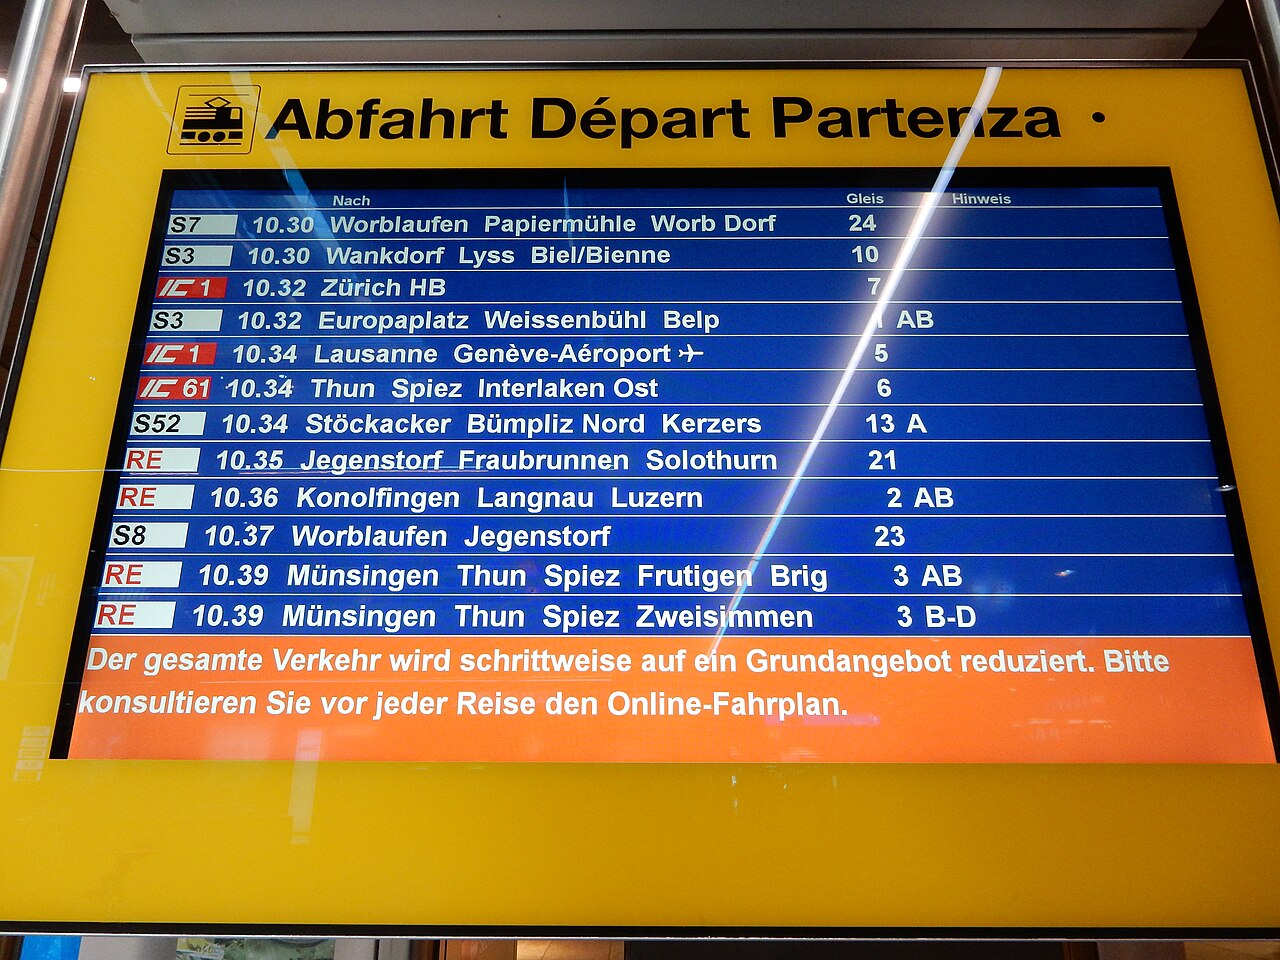 Abfahrt Départ Partenza
Nach Gleis Hinweis
S7 10.30 Worblaufen Papiermühle Worb Dorf 24
S3 10.30 Wankdorf Lyss Biel/Bienne 10
IC 1 10.32 Zürich HB 7
S3 10.32 Europaplatz Weissenbühl Belp 1 AB
IC 1 10.34 Lausanne Genève-Aéroport ✈ 5
IC 61 10.34 Thun Spiez Interlaken Ost 6
S52 10.34 Stöckacker Bümpliz Nord Kerzers 13 A
RE 10.35 Jegenstorf Fraubrunnen Solothurn 21
RE 10.36 Konolfingen Langnau Luzern 2 AB
S8 10.37 Worblaufen Jegenstorf 23
RE 10.39 Münsingen Thun Spiez Frutigen Brig 3 AB
RE 10.39 Münsingen Thun Spiez Zweisimmen 3 B-D
Der gesamte Verkehr wird schrittweise auf ein Grundangebot reduziert. Bitte
konsultieren Sie vor jeder Reise den Online-Fahrplan.